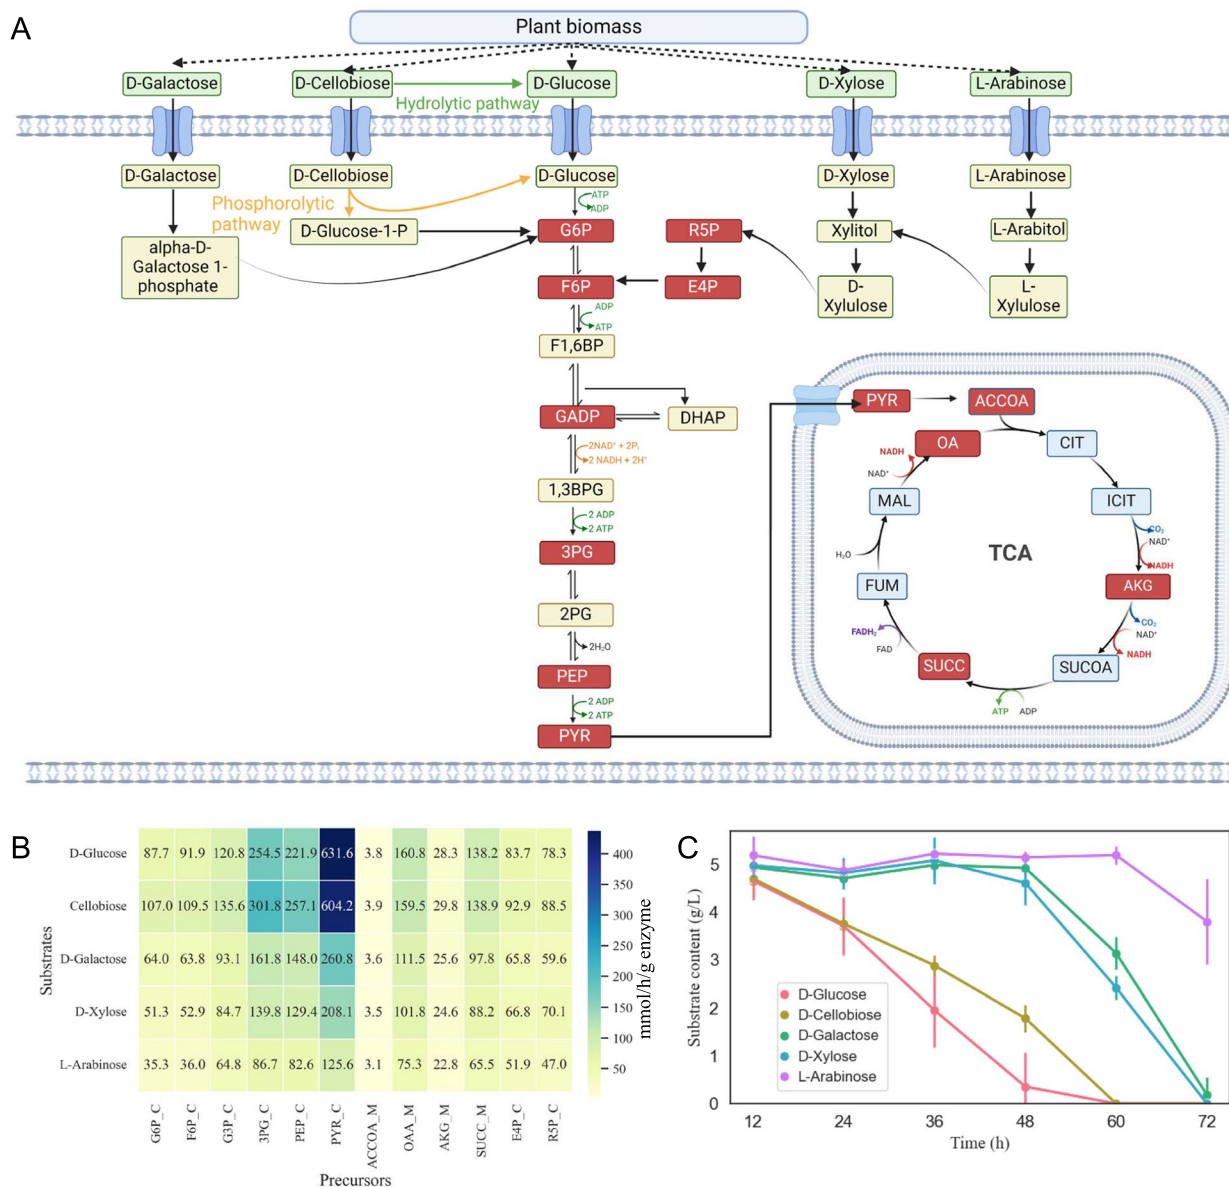 A
Plant biomass
D-Galactose
D-Cellobiose
D-Glucose
D-Xylose
L-Arabinose
Hydrolytic pathway
D-Galactose
D-Cellobiose
D-Glucose
D-Xylose
L-Arabinose
Phosphorolytic
pathway
ATP
ADP
D-Glucose-1-P
G6P
R5P
Xylitol
L-Arabitol
alpha-D-
Galactose 1-
phosphate
F6P
E4P
D-
Xylulose
L-
Xylulose
ADP
ATP
F1,6BP
GADP
DHAP
2NAD⁺ + 2Pᵢ
2 NADH + 2H⁺
1,3BPG
2 ADP
2 ATP
3PG
2PG
2H₂O
PEP
2 ADP
2 ATP
PYR
PYR
ACCOA
OA
CIT
NADH
NAD⁺
MAL
ICIT
CO₂
NAD⁺
NADH
H₂O
TCA
FUM
AKG
FADH₂
FAD
CO₂
NAD⁺
NADH
SUCC
SUCOA
ATP
ADP
B
Substrates
D-Glucose 87.7 91.9 120.8 254.5 221.9 631.6 3.8 160.8 28.3 138.2 83.7 78.3
Cellobiose 107.0 109.5 135.6 301.8 257.1 604.2 3.9 159.5 29.8 138.9 92.9 88.5
D-Galactose 64.0 63.8 93.1 161.8 148.0 260.8 3.6 111.5 25.6 97.8 65.8 59.6
D-Xylose 51.3 52.9 84.7 139.8 129.4 208.1 3.5 101.8 24.6 88.2 66.8 70.1
L-Arabinose 35.3 36.0 64.8 86.7 82.6 125.6 3.1 75.3 22.8 65.5 51.9 47.0
G6P_C F6P_C G3P_C 3PG_C PEP_C PYR_C ACCOA_M OAA_M AKG_M SUCC_M E4P_C R5P_C
Precursors
400
350
300
250
200
150
100
50
mmol/h/g enzyme
C
Substrate content (g/L)
5
4
3
2
1
0
D-Glucose
D-Cellobiose
D-Galactose
D-Xylose
L-Arabinose
12 24 36 48 60 72
Time (h)